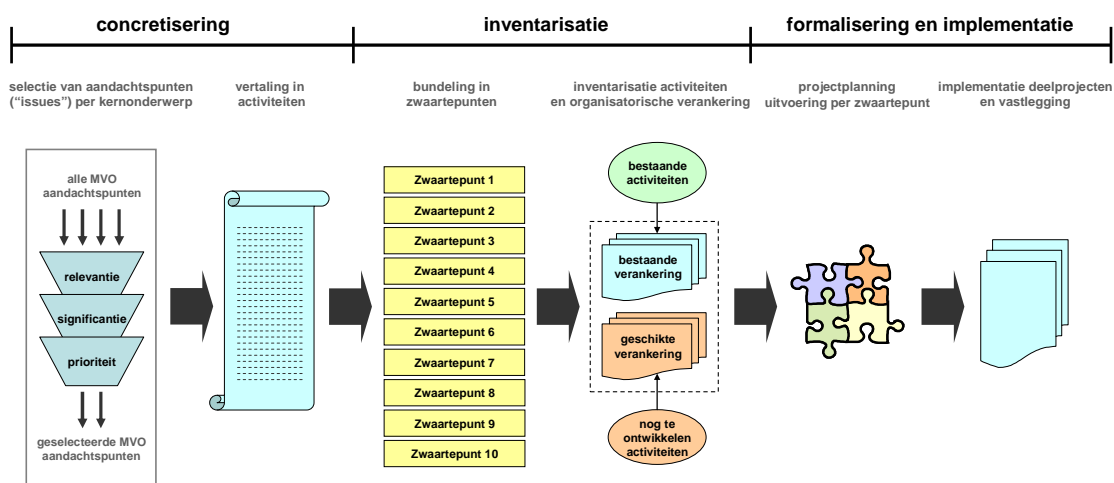 concretisering
inventarisatie
formalisering en implementatie
selectie van aandachtspunten
(“issues”) per kernonderwerp
vertaling in
activiteiten
bundeling in
zwaartepunten
inventarisatie activiteiten
en organisatorische verankering
projectplanning
uitvoering per zwaartepunt
implementatie deelprojecten
en vastlegging
alle MVO
aandachtspunten
relevantie
significantie
prioriteit
geselecteerde MVO
aandachtspunten
Zwaartepunt 1
Zwaartepunt 2
Zwaartepunt 3
Zwaartepunt 4
Zwaartepunt 5
Zwaartepunt 6
Zwaartepunt 7
Zwaartepunt 8
Zwaartepunt 9
Zwaartepunt 10
bestaande
activiteiten
bestaande
verankering
geschikte
verankering
nog te
ontwikkelen
activiteiten